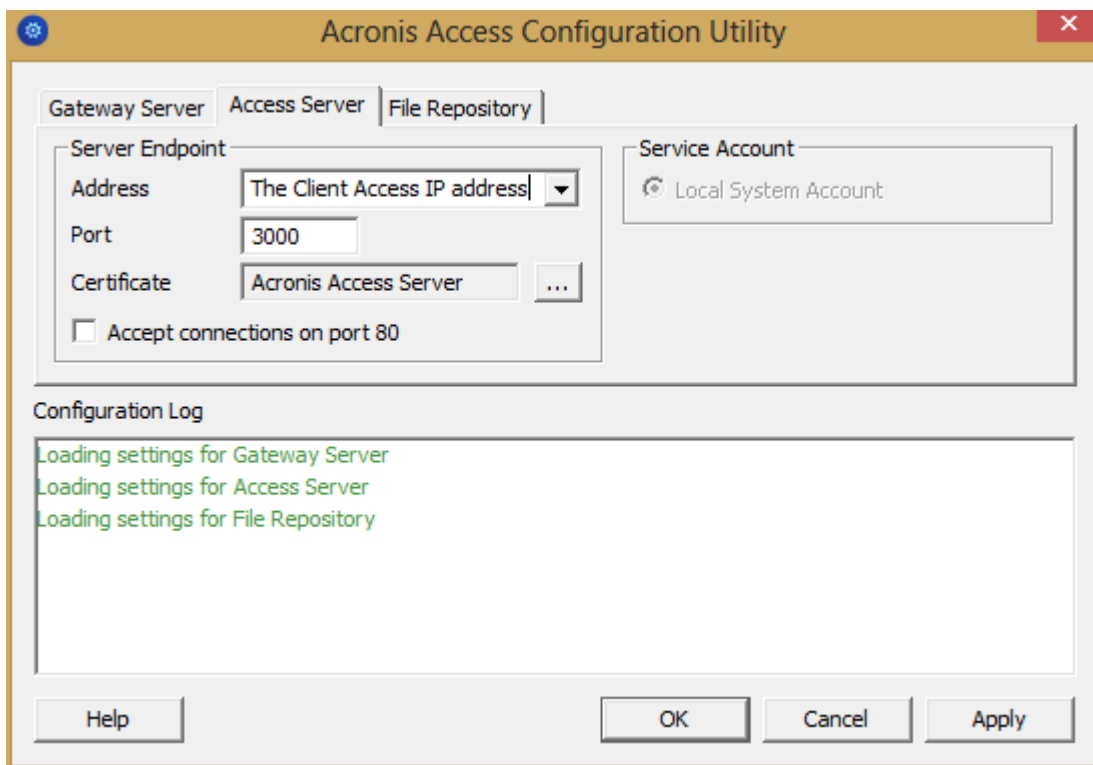 Acronis Access Configuration Utility
Gateway Server Access Server File Repository
Server Endpoint
Address The Client Access IP address
Port 3000
Certificate Acronis Access Server ...
Accept connections on port 80
Service Account
Local System Account
Configuration Log
Loading settings for Gateway Server
Loading settings for Access Server
Loading settings for File Repository
Help OK Cancel Apply